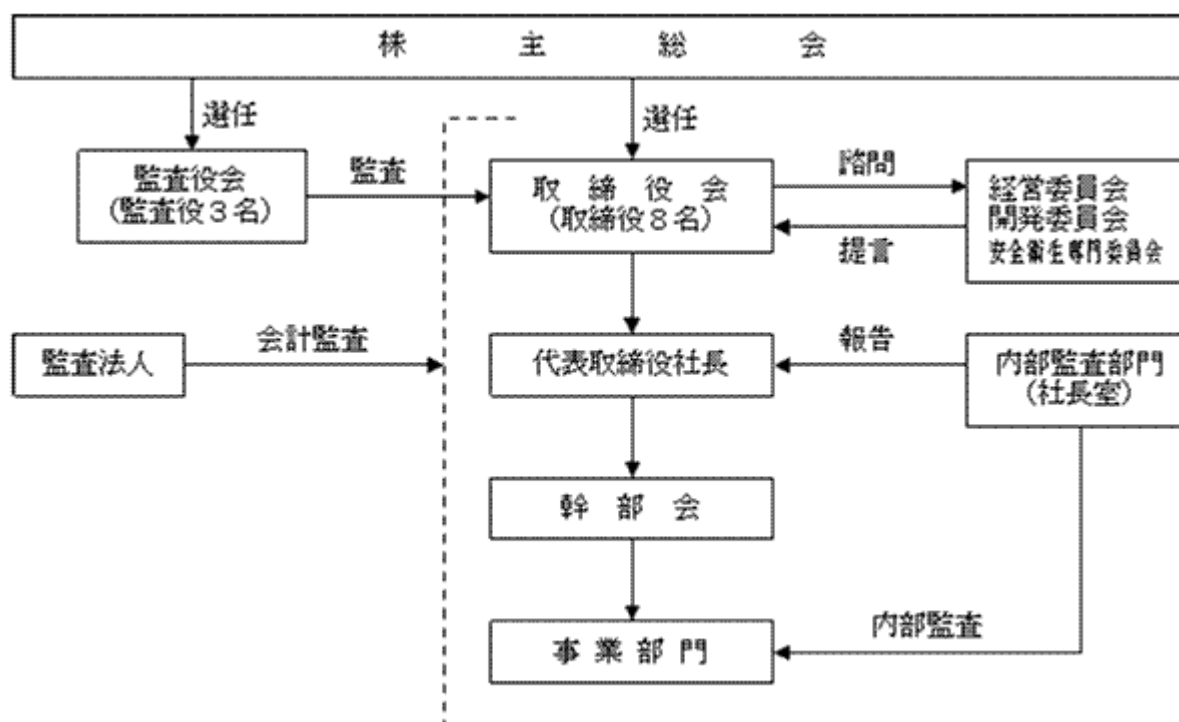 株主総会
選任
選任
監査役会
(監査役3名)
監査
取締役会
(取締役8名)
諮問
提言
経営委員会
開発委員会
安全衛生専門委員会
監査法人
会計監査
代表取締役社長
報告
内部監査部門
(社長室)
幹部会
事業部門
内部監査